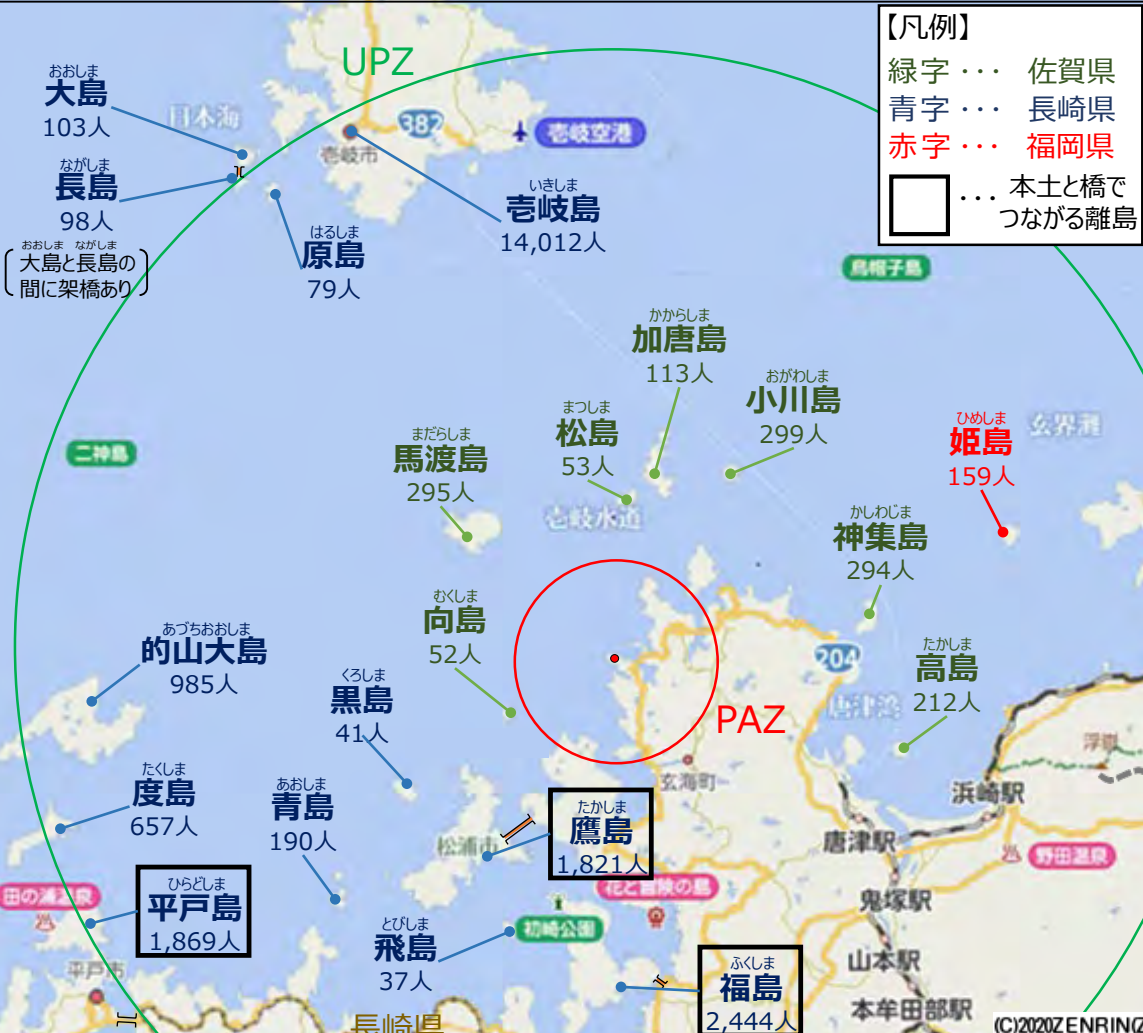 【凡例】
緑字 ･･･ 佐賀県
青字 ･･･ 長崎県
赤字 ･･･ 福岡県
･･･ 本土と橋で
つながる離島
UPZ
おおしま
大島
103人
日本海
ながしま
長島
98人
おおしま ながしま
大島と長島の
間に架橋あり
はるしま
原島
79人
382
壱岐市
壱岐空港
いきしま
壱岐島
14,012人
烏帽子島
かからしま
加唐島
113人
おがわしま
小川島
299人
まつしま
松島
53人
まだらしま
馬渡島
295人
二神島
壱岐水道
ひめしま
姫島
159人
玄界灘
かしわじま
神集島
294人
むくしま
向島
52人
あづちおおしま
的山大島
985人
くろしま
黒島
41人
PAZ
204
唐津湾
たかしま
高島
212人
浮嶽
玄海町
浜崎駅
たくしま
度島
657人
あおしま
青島
190人
松浦市
たかしま
鷹島
1,821人
唐津駅
野田温泉
花と冒険の島
鬼塚駅
田の浦温泉
ひらどしま
平戸島
1,869人
とびしま
飛島
37人
初崎公園
平戸市
ふくしま
福島
2,444人
山本駅
本牟田部駅
長崎県
(C)2020ZENRIN